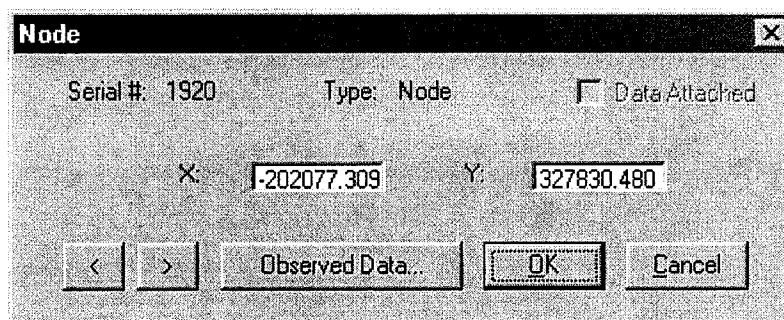 Node
Serial #: 1920 Type: Node Data Attached
X: -202077.309 Y: 327830.480
< > Observed Data... OK Cancel